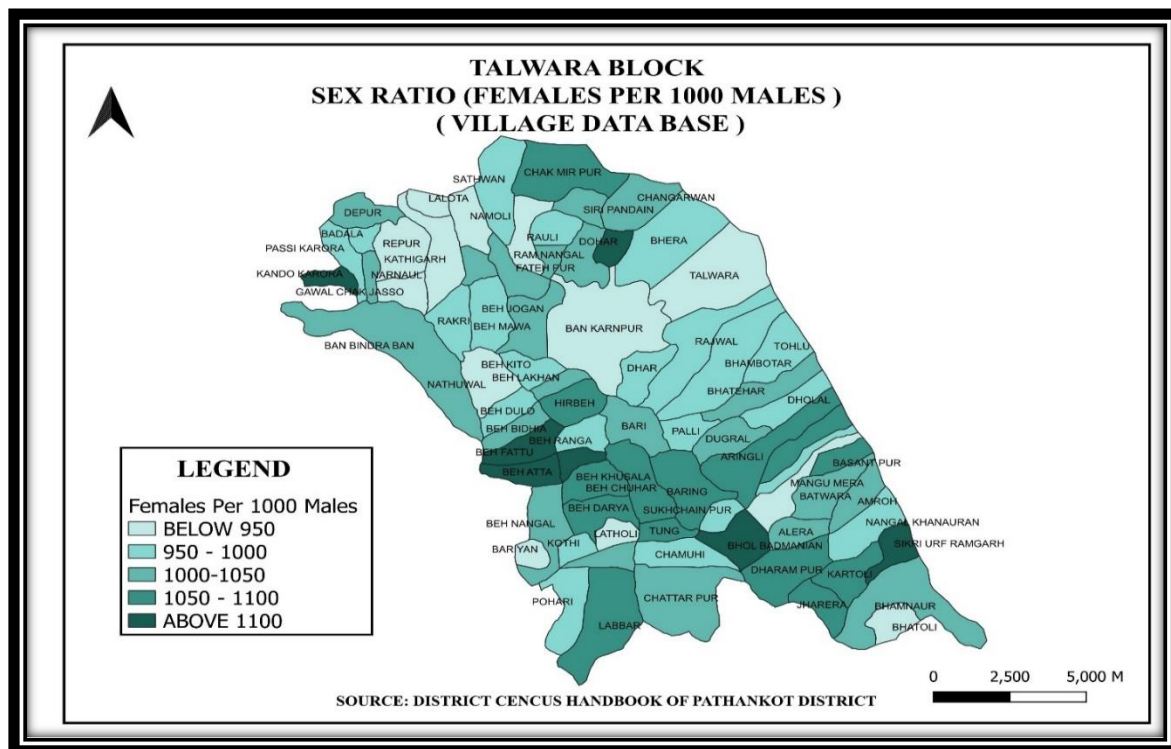 TALWARA BLOCK
SEX RATIO (FEMALES PER 1000 MALES )
( VILLAGE DATA BASE )
CHAK MIR PUR
SATHWAN
LALOTA
CHANGARWAN
DEPUR
NAMOLI
SIRI PANDAIN
BADALA
RAULI
DOHAR
BHERA
PASSI KARORA
REPUR
KATHIGARH
RAM NANGAL
FATEH PUR
KANDO KARORA
NARNAUL
TALWARA
GAWAL CHAK JASSO
BEH JOGAN
RAKRI
BEH MAWA
BAN KARNPUR
BAN BINDRA BAN
RAJWAL
TOHLU
BEH KITO
DHAR
BHAMBOTAR
NATHUWAL
BEH LAKHAN
BHATEHAR
DHOLAL
HIRBEH
BEH DULO
BARI
PALLI
BEH BIDHIA
DUGRAL
BEH RANGA
BEH FATTU
ARINGLI
BASANT PUR
BEH ATTA
BEH KHUSALA
MANGU MERA
BEH CHUHAR
BARING
BATWARA
AMROH
BEH DARYA
SUKHCHAIN PUR
BEH NANGAL
NANGAL KHANAURAN
LATHOLI
TUNG
ALERA
SIKRI URF RAMGARH
BARIYAN
KOTHI
CHAMUHI
BHOL BADMANIAN
DHARAM PUR
KARTOLI
POHARI
CHATTAR PUR
JHARERA
BHAMNAUR
LABBAR
BHATOLI
LEGEND
Females Per 1000 Males
BELOW 950
950 - 1000
1000-1050
1050 - 1100
ABOVE 1100
0 2,500 5,000 M
SOURCE: DISTRICT CENCUS HANDBOOK OF PATHANKOT DISTRICT